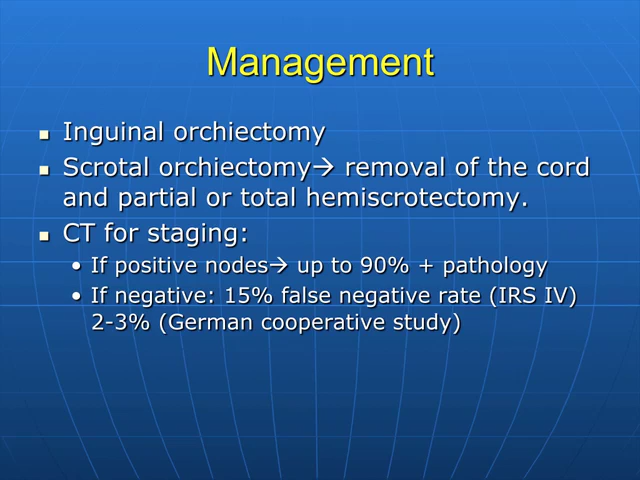 Management
▪ Inguinal orchiectomy
▪ Scrotal orchiectomy→ removal of the cord
and partial or total hemiscrotectomy.
▪ CT for staging:
• If positive nodes→ up to 90% + pathology
• If negative: 15% false negative rate (IRS IV)
2-3% (German cooperative study)